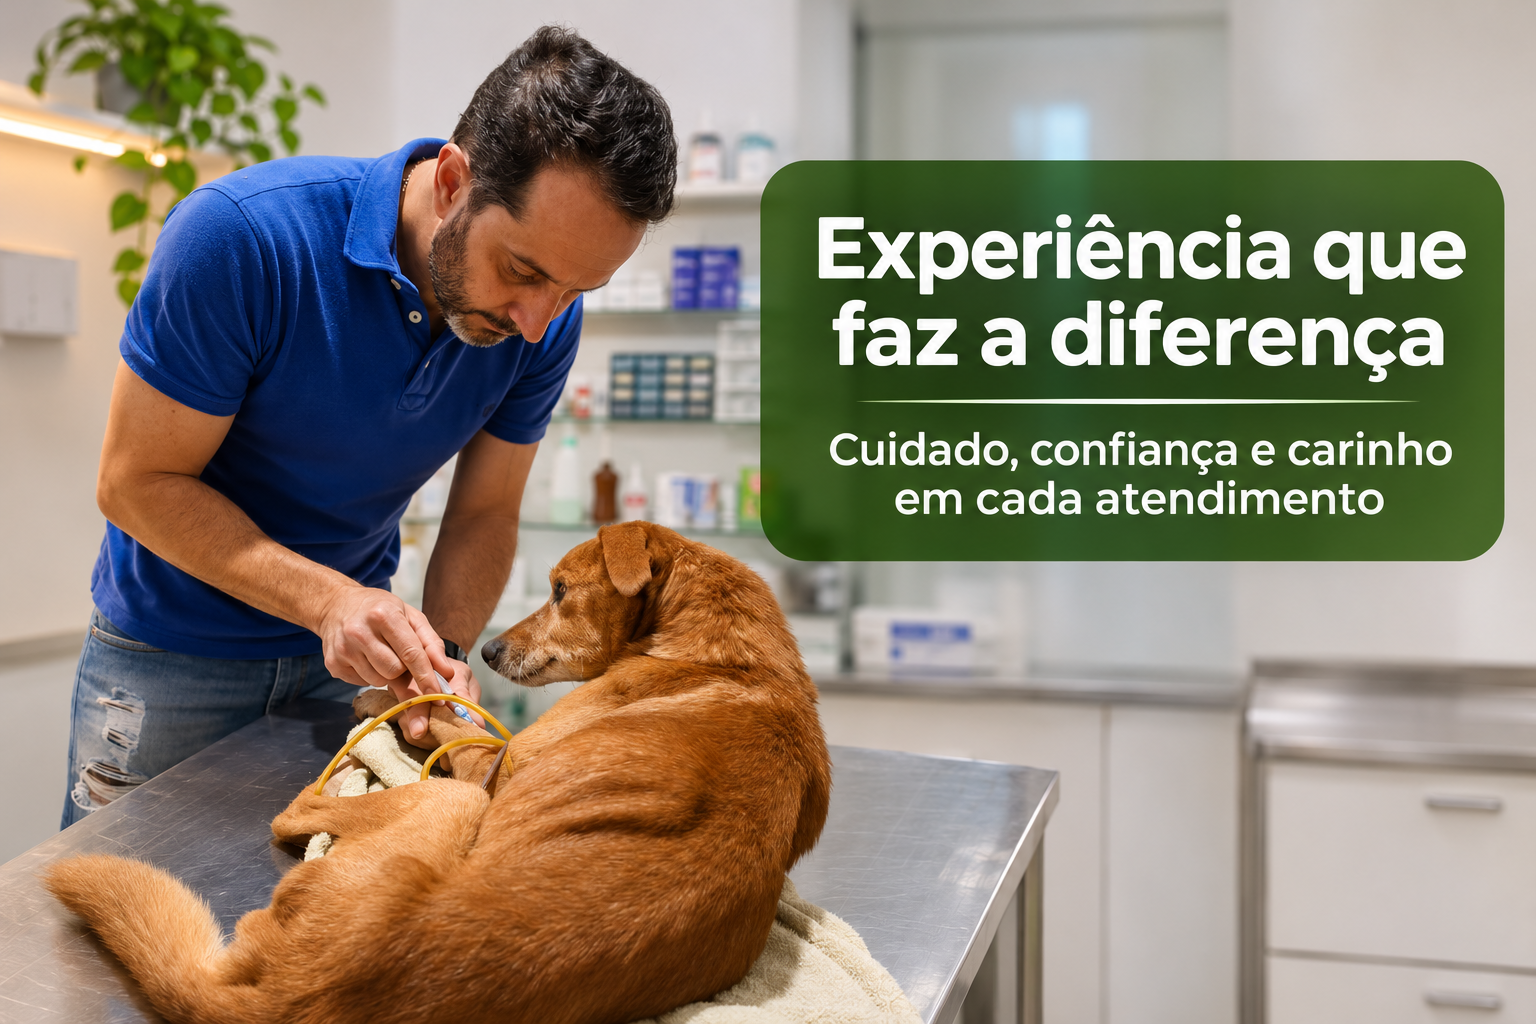 Experiência que
faz a diferença
Cuidado, confiança e carinho
em cada atendimento